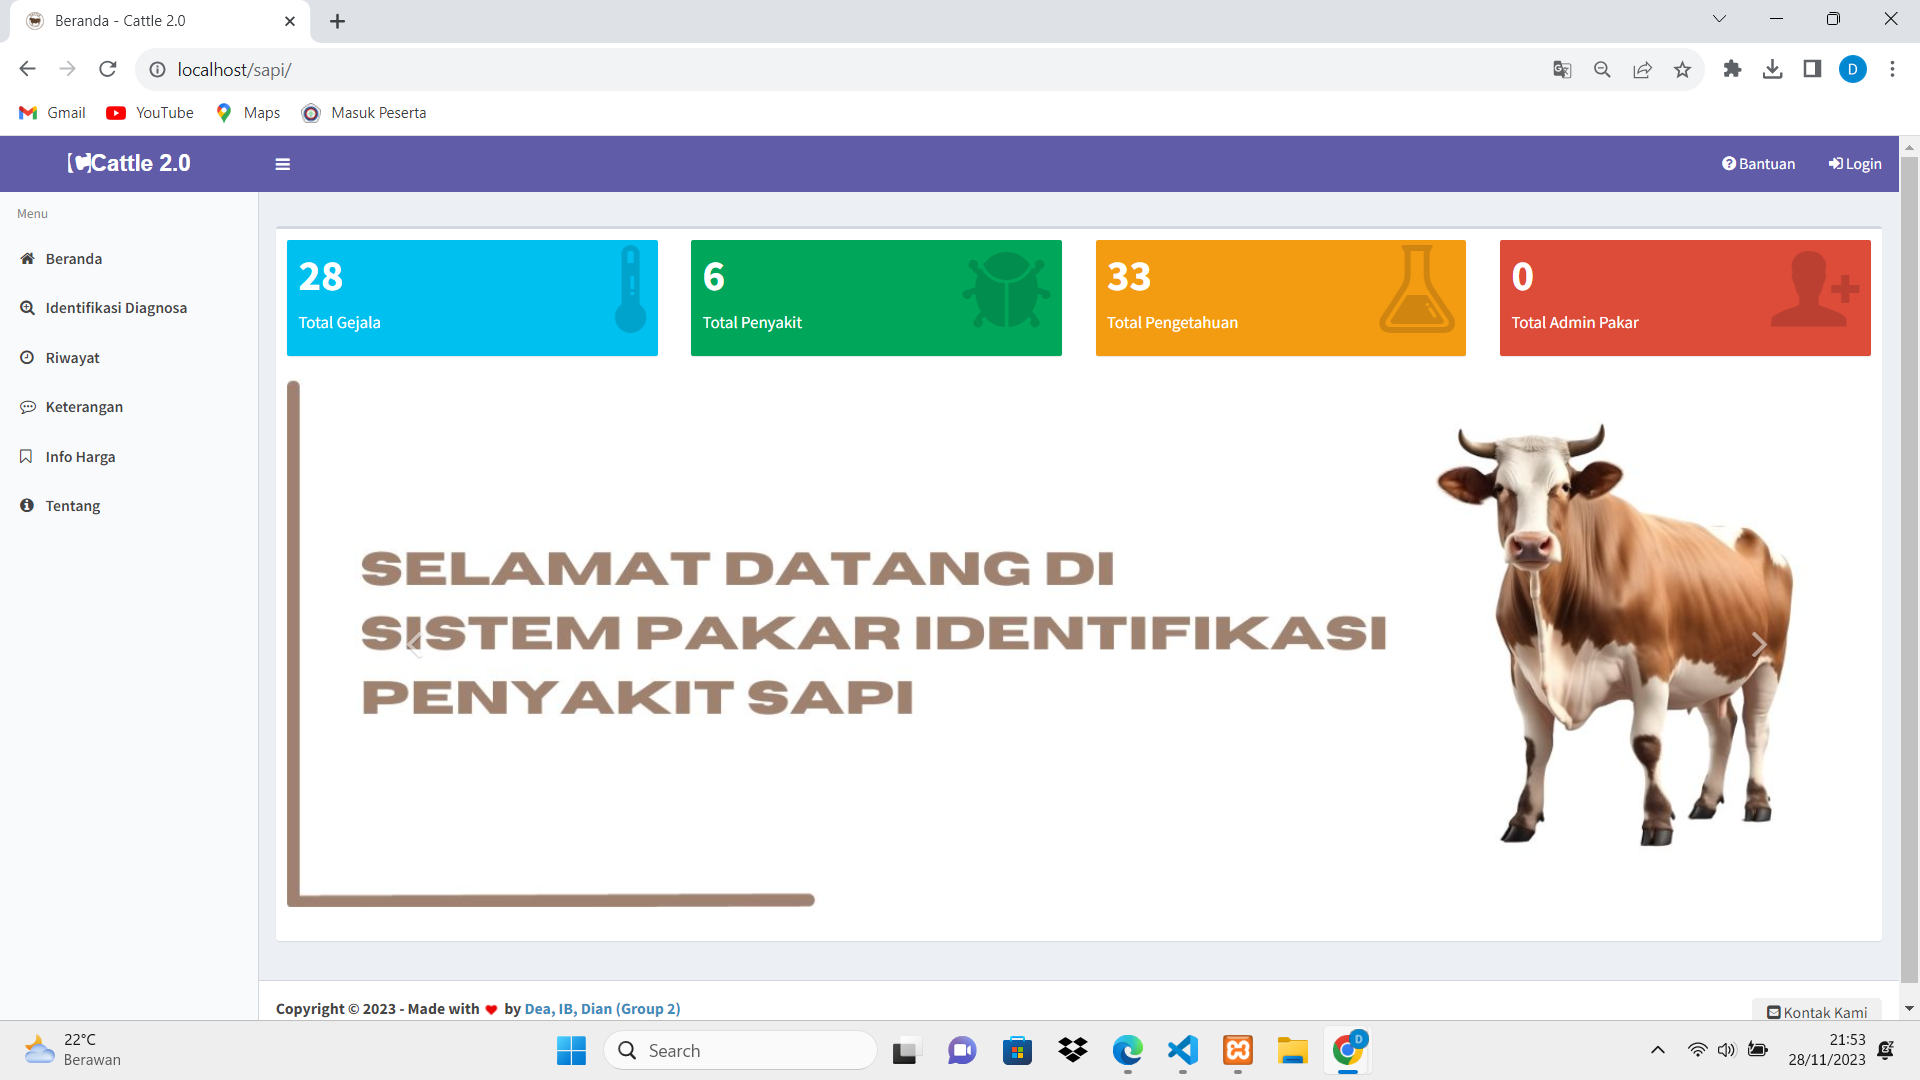 Beranda - Cattle 2.0
localhost/sapi/
D
Gmail
YouTube
Maps
Masuk Peserta
Cattle 2.0
Bantuan
Login
Menu
Beranda
Identifikasi Diagnosa
Riwayat
Keterangan
Info Harga
Tentang
28
Total Gejala
6
Total Penyakit
33
Total Pengetahuan
0
Total Admin Pakar
SELAMAT DATANG DI
SISTEM PAKAR IDENTIFIKASI
PENYAKIT SAPI
Copyright © 2023 - Made with ❤ by Dea, IB, Dian (Group 2)
Kontak Kami
22°C
Berawan
Search
D
21:53
28/11/2023